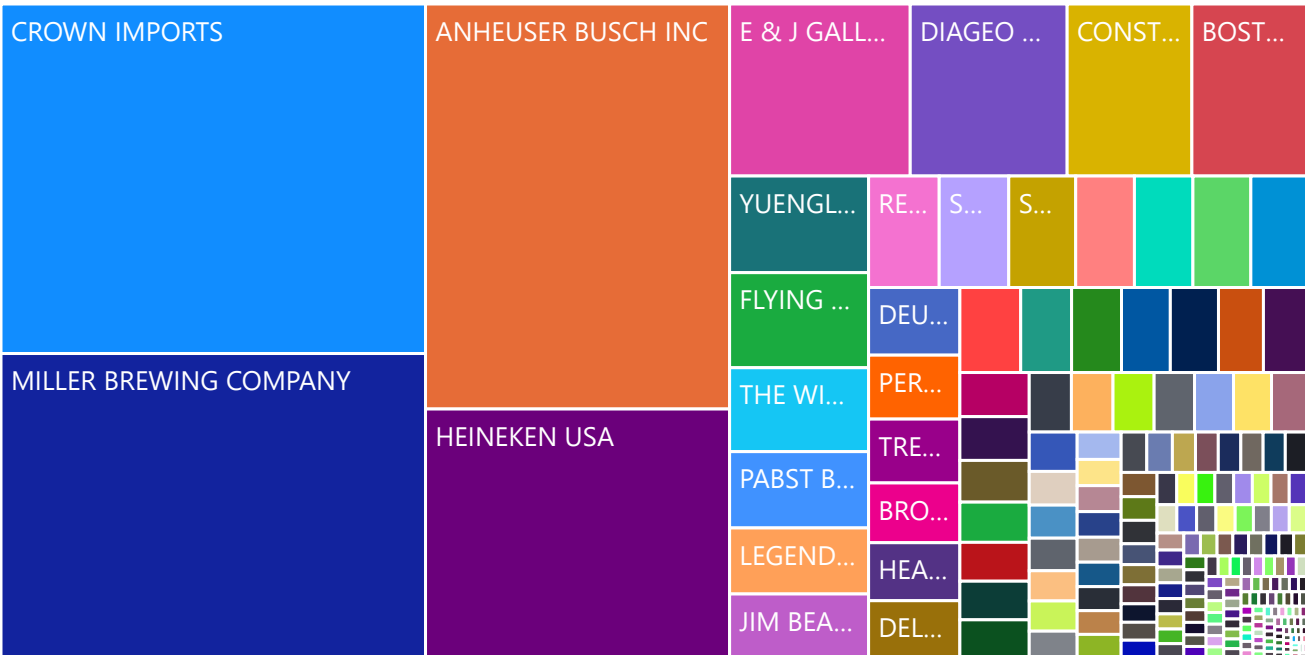 CROWN IMPORTS
MILLER BREWING COMPANY
ANHEUSER BUSCH INC
HEINEKEN USA
E & J GALL...
DIAGEO ...
CONST...
BOST...
YUENGL...
FLYING ...
THE WI...
PABST B...
LEGEND...
JIM BEA...
RE...
S...
S...
DEU...
PER...
TRE...
BRO...
HEA...
DEL...